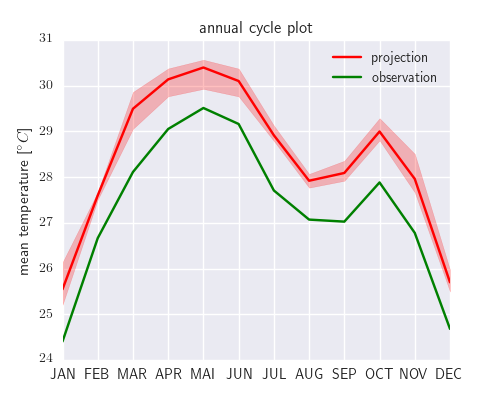 annual cycle plot
31
30
29
28
27
26
25
24
mean temperature [°C]
projection
observation
JAN FEB MAR APR MAI JUN JUL AUG SEP OCT NOV DEC